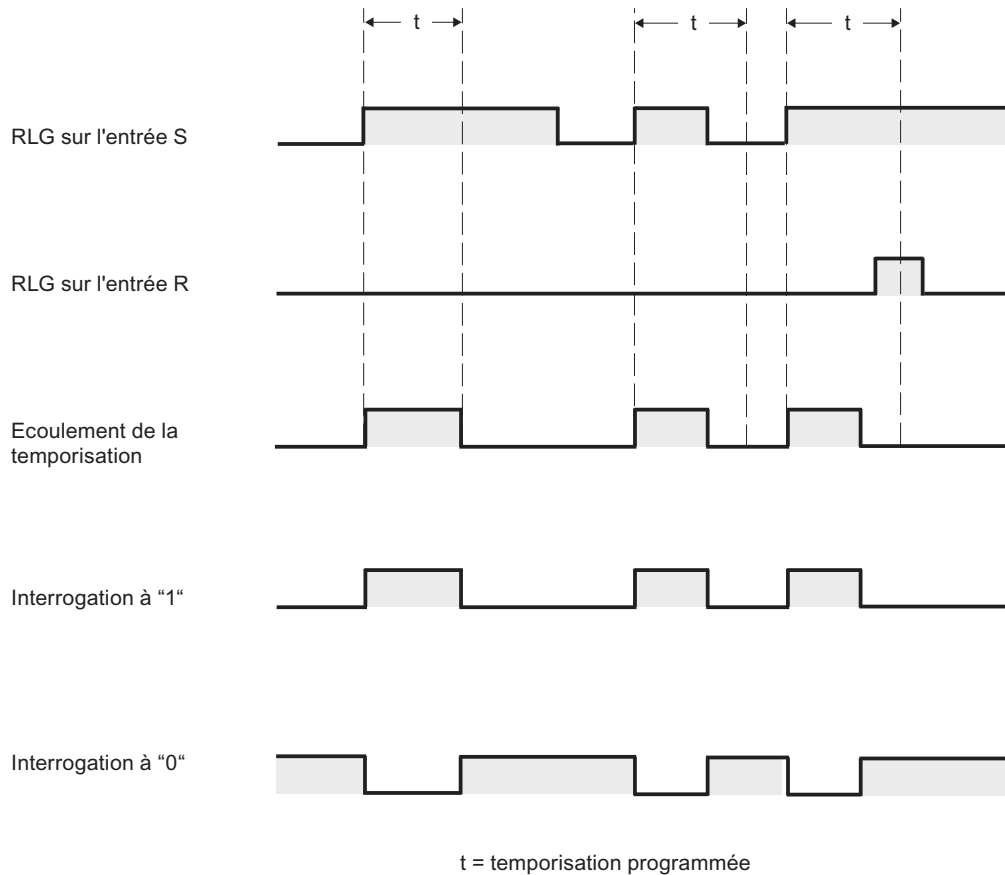 t
t
t
RLG sur l'entrée S
RLG sur l'entrée R
Ecoulement de la
temporisation
Interrogation à “1“
Interrogation à “0“
t = temporisation programmée